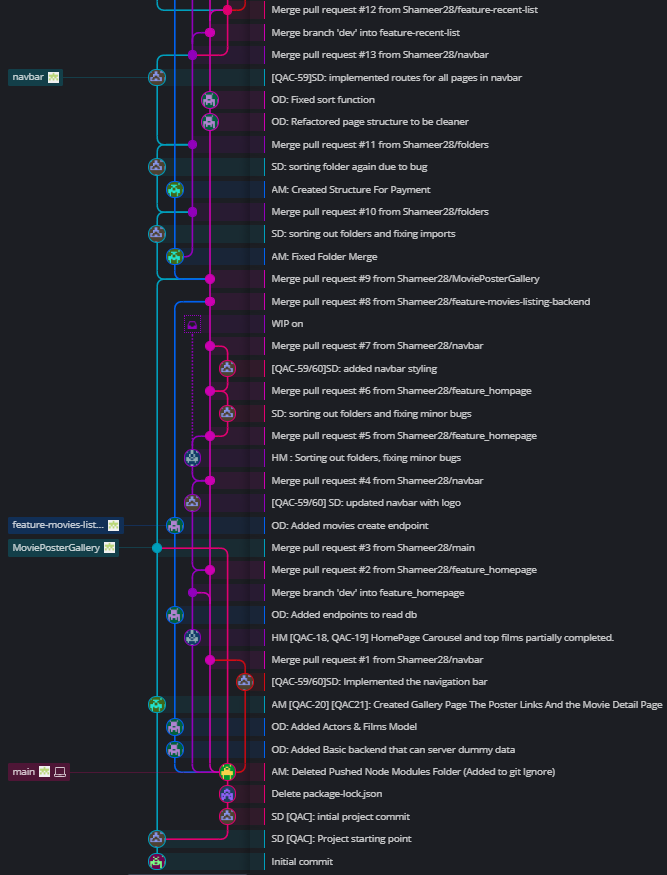 Merge pull request #12 from Shameer28/feature-recent-list
Merge branch 'dev' into feature-recent-list
Merge pull request #13 from Shameer28/navbar
navbar [QAC-59]SD: implemented routes for all pages in navbar
OD: Fixed sort function
OD: Refactored page structure to be cleaner
Merge pull request #11 from Shameer28/folders
SD: sorting folder again due to bug
AM: Created Structure For Payment
Merge pull request #10 from Shameer28/folders
SD: sorting out folders and fixing imports
AM: Fixed Folder Merge
Merge pull request #9 from Shameer28/MoviePosterGallery
Merge pull request #8 from Shameer28/feature-movies-listing-backend
WIP on
Merge pull request #7 from Shameer28/navbar
[QAC-59/60]SD: added navbar styling
Merge pull request #6 from Shameer28/feature_hompage
SD: sorting out folders and fixing minor bugs
Merge pull request #5 from Shameer28/feature_homepage
HM : Sorting out folders, fixing minor bugs
Merge pull request #4 from Shameer28/navbar
[QAC-59/60] SD: updated navbar with logo
feature-movies-list... OD: Added movies create endpoint
MoviePosterGallery Merge pull request #3 from Shameer28/main
Merge pull request #2 from Shameer28/feature_homepage
Merge branch 'dev' into feature_homepage
OD: Added endpoints to read db
HM [QAC-18, QAC-19] HomePage Carousel and top films partially completed.
Merge pull request #1 from Shameer28/navbar
[QAC-59/60]SD: Implemented the navigation bar
AM [QAC-20] [QAC21]: Created Gallery Page The Poster Links And the Movie Detail Page
OD: Added Actors & Films Model
OD: Added Basic backend that can server dummy data
main AM: Deleted Pushed Node Modules Folder (Added to git Ignore)
Delete package-lock.json
SD [QAC]: intial project commit
SD [QAC]: Project starting point
Initial commit